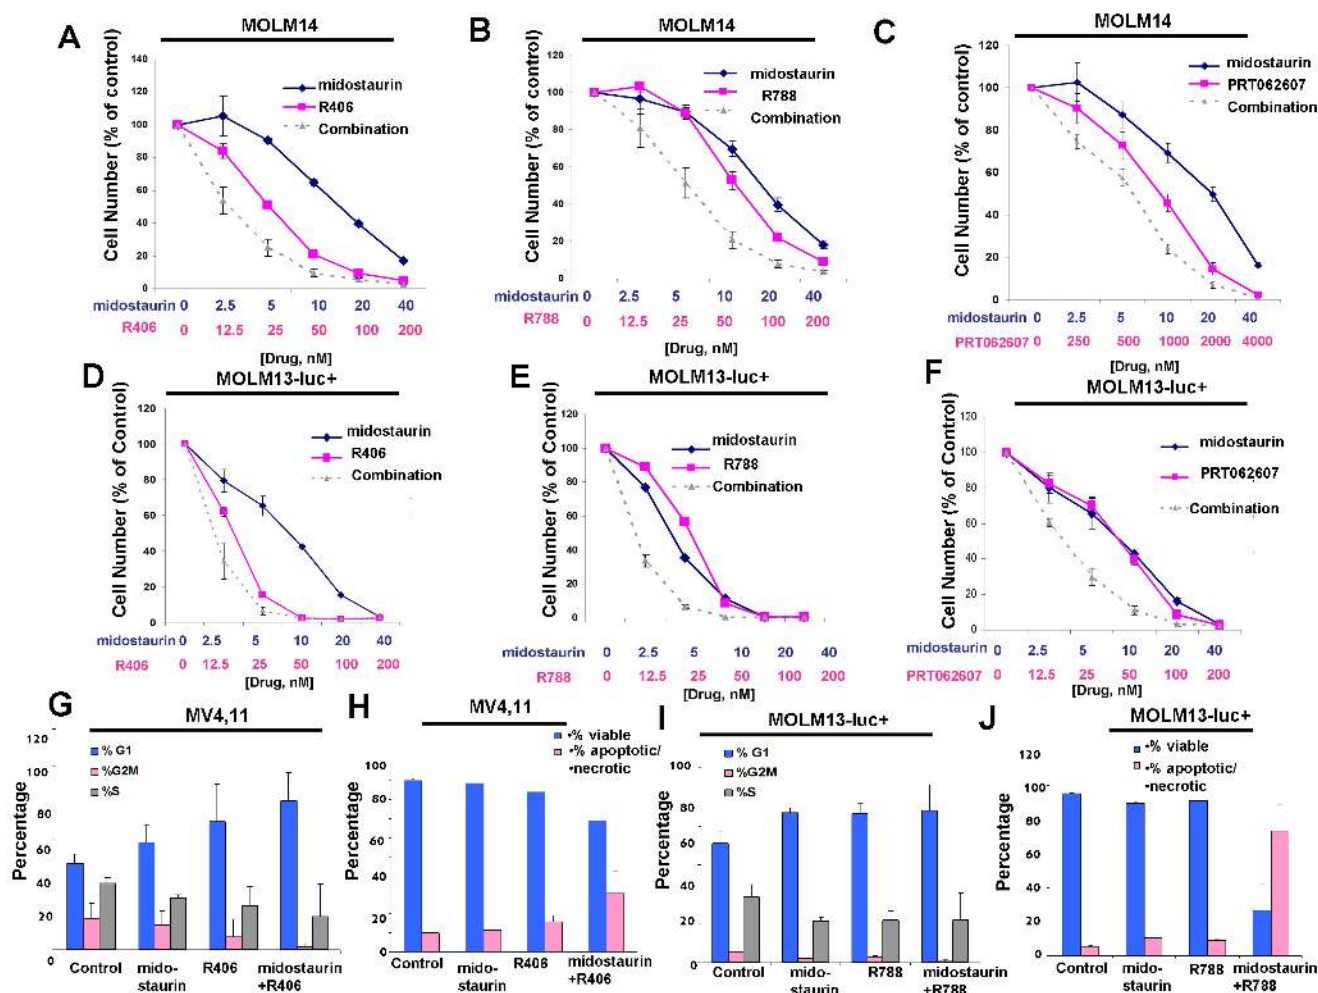 A
MOLM14
Cell Number (% of control)
140
120
100
80
60
40
20
0
midostaurin
R406
Combination
midostaurin 0 2.5 5 10 20 40
R406 0 12.5 25 50 100 200
[Drug, nM]
B
MOLM14
Cell Number (% of control)
120
100
80
60
40
20
0
midostaurin
R788
Combination
midostaurin 0 2.5 5 10 20 40
R788 0 12.5 25 50 100 200
[Drug, nM]
C
MOLM14
Cell Number (% of control)
120
100
80
60
40
20
0
midostaurin
PRT062607
Combination
midostaurin 0 2.5 5 10 20 40
PRT062607 0 250 500 1000 2000 4000
[Drug, nM]
D
MOLM13-luc+
Cell Number (% of Control)
120
100
80
60
40
20
0
midostaurin
R406
Combination
midostaurin 0 2.5 5 10 20 40
R406 0 12.5 25 50 100 200
[Drug, nM]
E
MOLM13-luc+
Cell Number (% of Control)
120
100
80
60
40
20
0
midostaurin
R788
Combination
midostaurin 0 2.5 5 10 20 40
R788 0 12.5 25 50 100 200
[Drug, nM]
F
MOLM13-luc+
Cell Number (% of Control)
120
100
80
60
40
20
0
midostaurin
PRT062607
Combination
midostaurin 0 2.5 5 10 20 40
PRT062607 0 12.5 25 50 100 200
[Drug, nM]
G
MV4,11
Percentage
120
100
80
60
40
20
0
% G1
%G2M
%S
Control mido- R406 midostaurin
staurin +R406
H
MV4,11
Percentage
100
80
60
40
20
0
•% viable
•% apoptotic/
•necrotic
Control mido- R406 midostaurin
staurin +R406
I
MOLM13-luc+
Percentage
100
80
60
40
20
0
% G1
%G2M
%S
Control mido- R788 midostaurin
staurin +R788
J
MOLM13-luc+
Percentage
120
100
80
60
40
20
0
•% viable
•% apoptotic/
•necrotic
Control mido- R788 midostaurin
staurin +R788